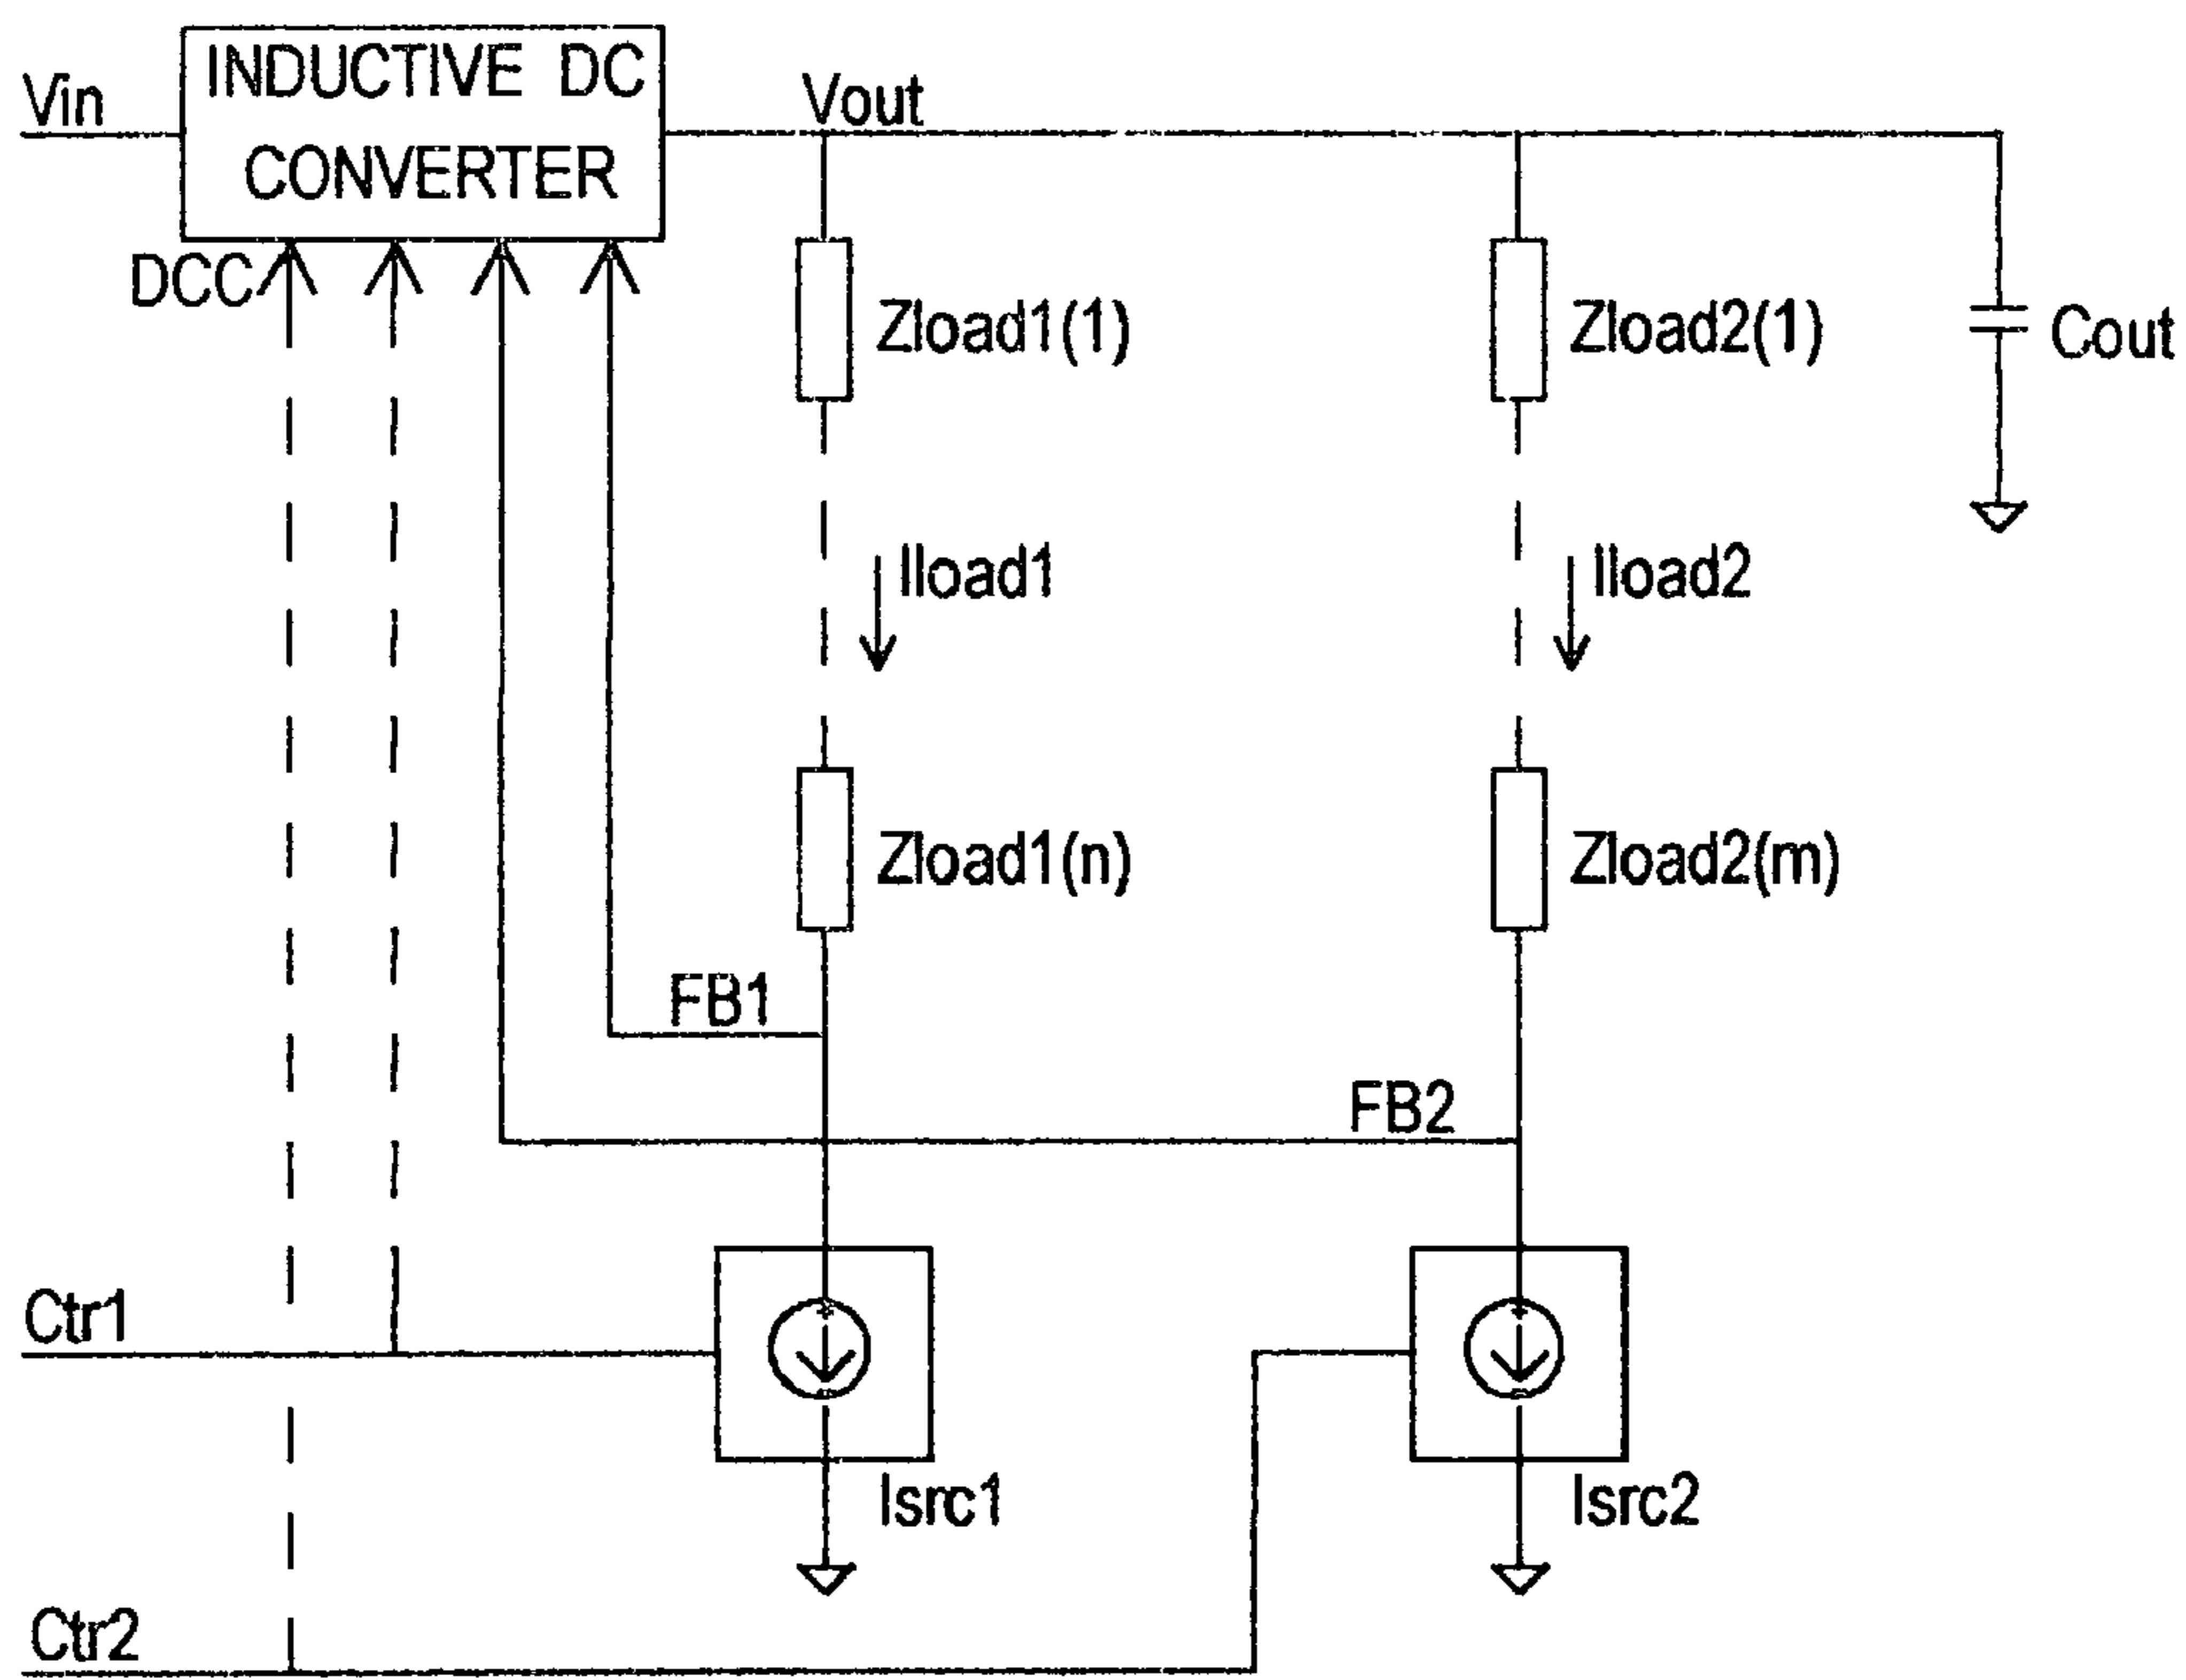 INDUCTIVE DC
CONVERTER
Vin
Vout
DCC
Zload1(1)
Zload2(1)
Cout
Iload1
Iload2
Zload1(n)
Zload2(m)
FB1
FB2
Ctr1
Isrc1
Isrc2
Ctr2